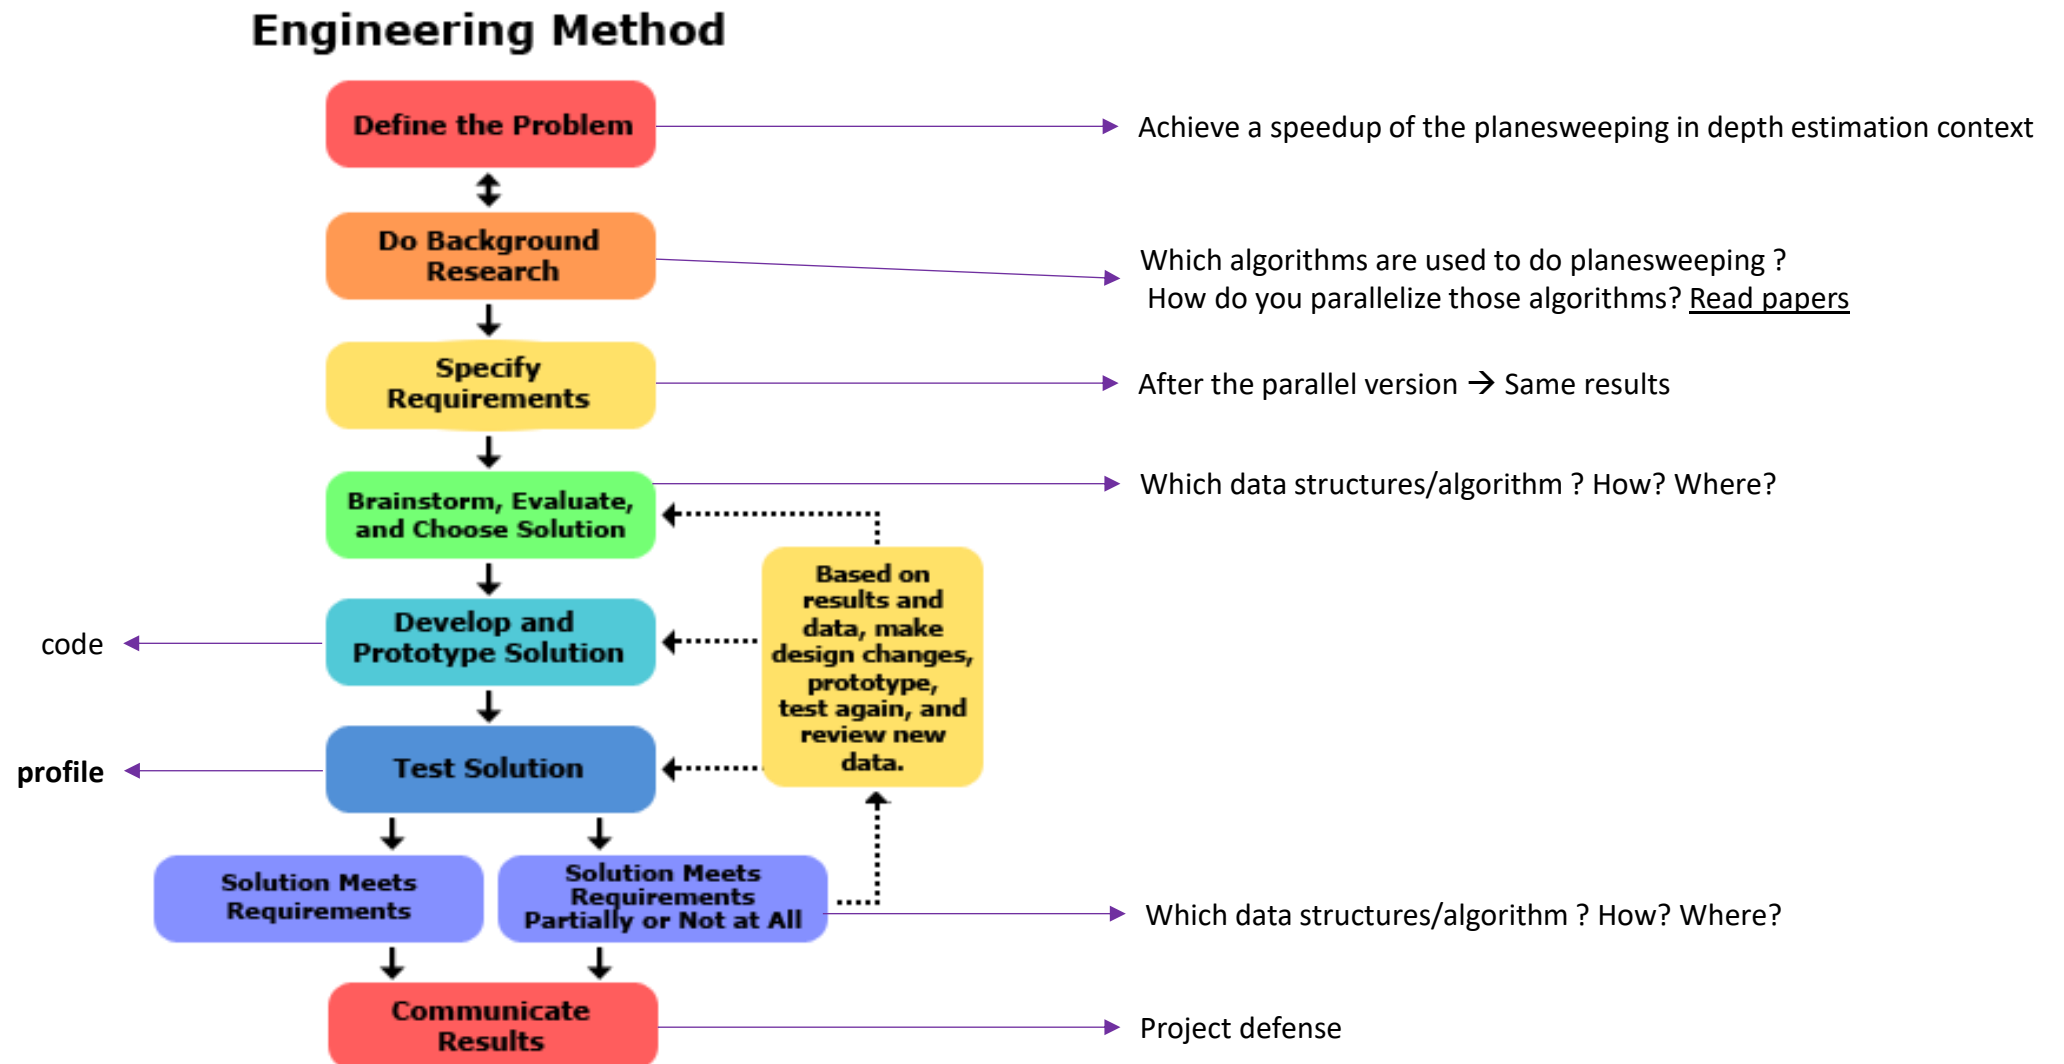 Engineering Method
Define the Problem
Achieve a speedup of the planesweeping in depth estimation context
Do Background
Research
Which algorithms are used to do planesweeping ?
How do you parallelize those algorithms? Read papers
Specify
Requirements
After the parallel version → Same results
Brainstorm, Evaluate,
and Choose Solution
Which data structures/algorithm ? How? Where?
Based on
results and
data, make
design changes,
prototype,
test again, and
review new
data.
code
Develop and
Prototype Solution
profile
Test Solution
Solution Meets
Requirements
Solution Meets
Requirements
Partially or Not at All
Which data structures/algorithm ? How? Where?
Communicate
Results
Project defense